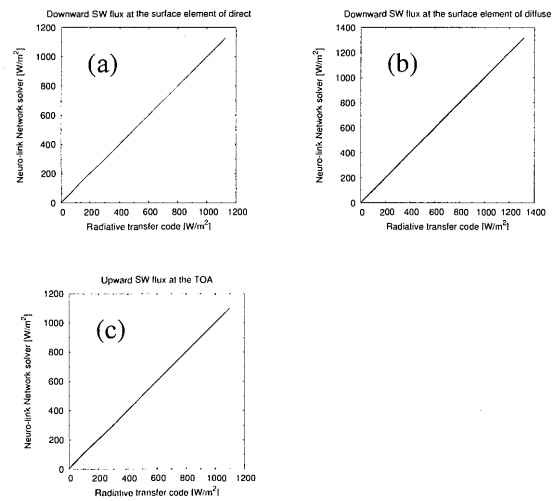 Downward SW flux at the surface element of direct
1200
1000
800
600
400
200
0
(a)
Neuro-link Network solver [W/m²]
0 200 400 600 800 1000 1200
Radiative transfer code [W/m²]
Downward SW flux at the surface element of diffuse
1400
1200
1000
800
600
400
200
0
(b)
Neuro-link Network solver [W/m²]
0 200 400 600 800 1000 1200 1400
Radiative transfer code [W/m²]
Upward SW flux at the TOA
1200
1000
800
600
400
200
0
(c)
Neuro-link Network solver [W/m²]
0 200 400 600 800 1000 1200
Radiative transfer code [W/m²]